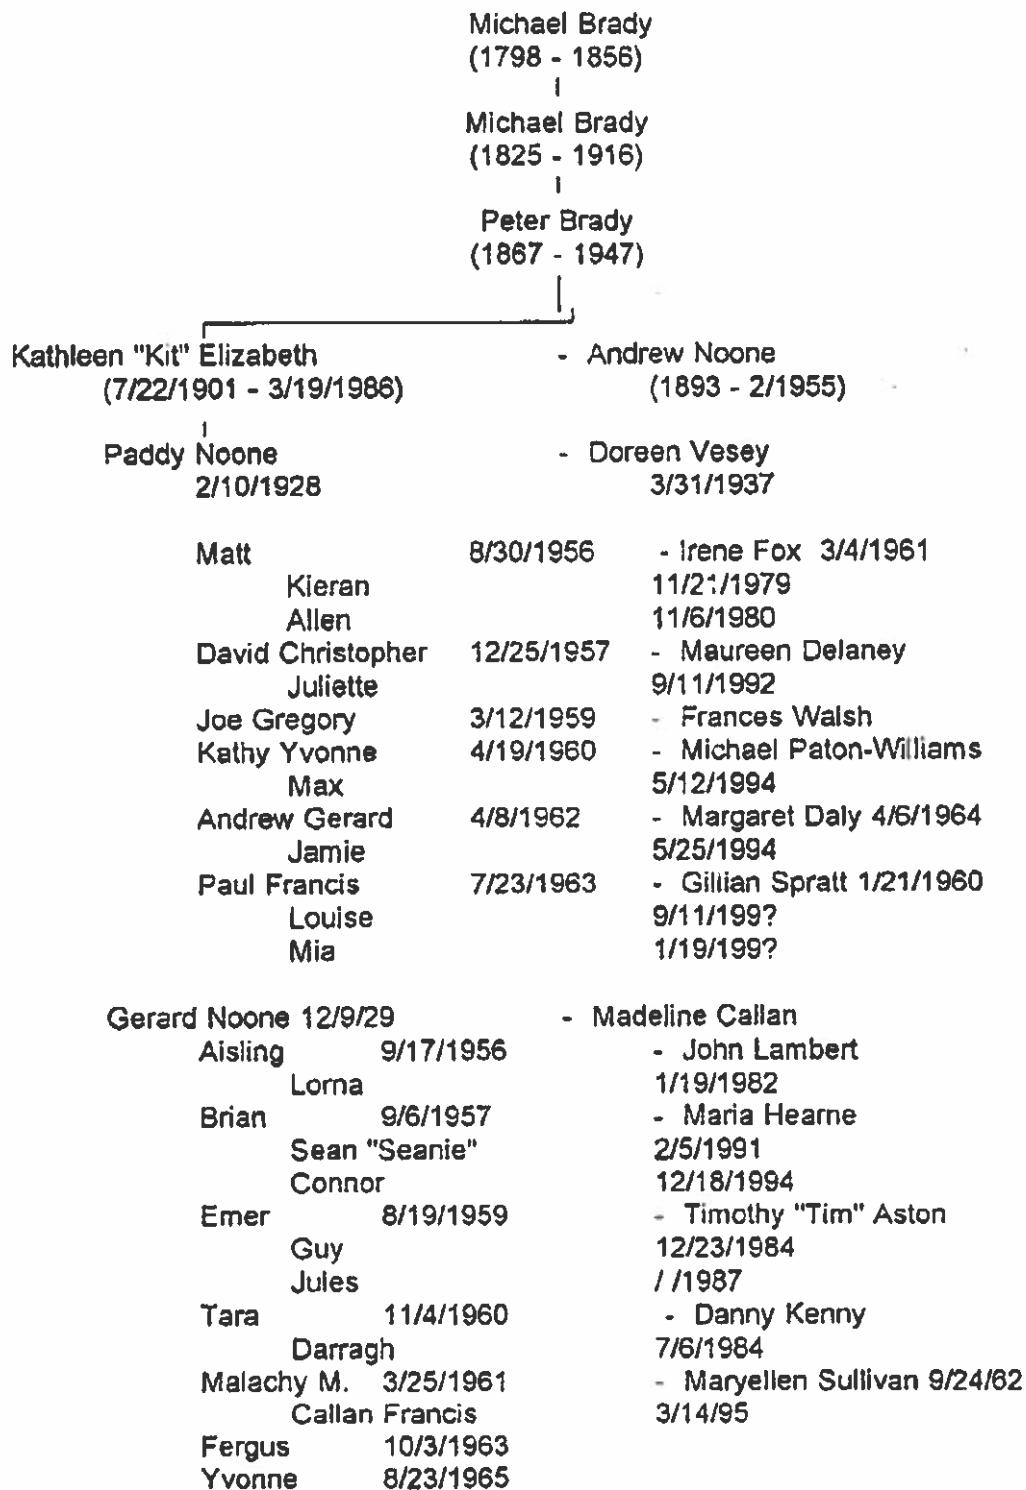 Michael Brady
(1798 - 1856)
Michael Brady
(1825 - 1916)
Peter Brady
(1867 - 1947)
Kathleen "Kit" Elizabeth - Andrew Noone
(7/22/1901 - 3/19/1986) (1893 - 2/1955)
Paddy Noone - Doreen Vesey
2/10/1928 3/31/1937
Matt 8/30/1956 - Irene Fox 3/4/1961
Kieran 11/21/1979
Allen 11/6/1980
David Christopher 12/25/1957 - Maureen Delaney
Juliette 9/11/1992
Joe Gregory 3/12/1959 - Frances Walsh
Kathy Yvonne 4/19/1960 - Michael Paton-Williams
Max 5/12/1994
Andrew Gerard 4/8/1962 - Margaret Daly 4/6/1964
Jamie 5/25/1994
Paul Francis 7/23/1963 - Gillian Spratt 1/21/1960
Louise 9/11/199?
Mia 1/19/199?
Gerard Noone 12/9/29 - Madeline Callan
Aisling 9/17/1956 - John Lambert
Lorna 1/19/1982
Brian 9/6/1957 - Maria Hearne
Sean "Seanie" 2/5/1991
Connor 12/18/1994
Emer 8/19/1959 - Timothy "Tim" Aston
Guy 12/23/1984
Jules / /1987
Tara 11/4/1960 - Danny Kenny
Darragh 7/6/1984
Malachy M. 3/25/1961 - Maryellen Sullivan 9/24/62
Callan Francis 3/14/95
Fergus 10/3/1963
Yvonne 8/23/1965